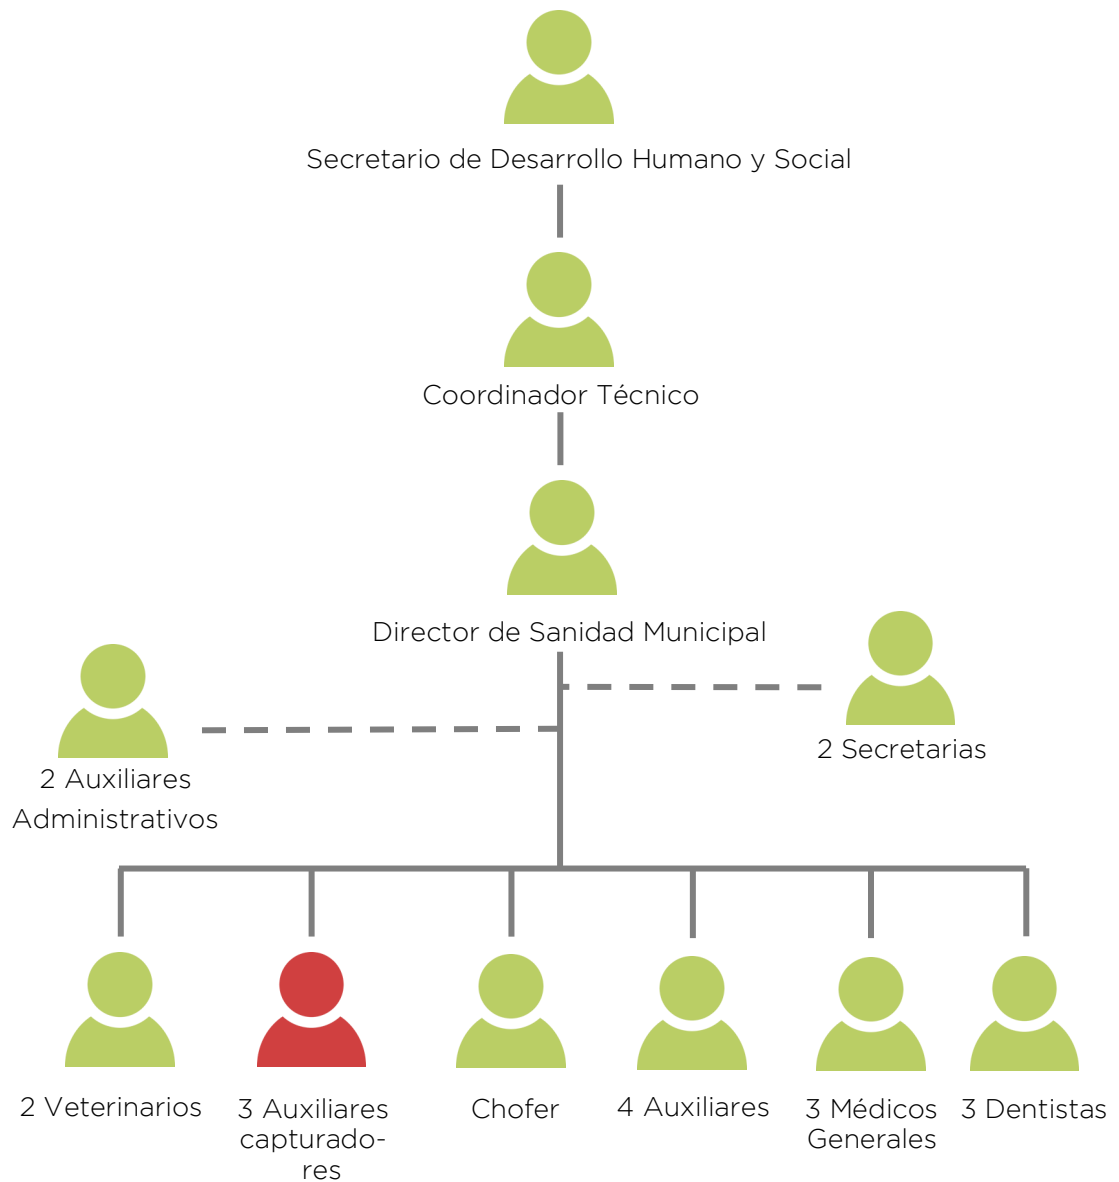 Secretario de Desarrollo Humano y Social
Coordinador Técnico
Director de Sanidad Municipal
2 Secretarias
2 Auxiliares
Administrativos
2 Veterinarios
3 Auxiliares
capturado-
res
Chofer
4 Auxiliares
3 Médicos
Generales
3 Dentistas